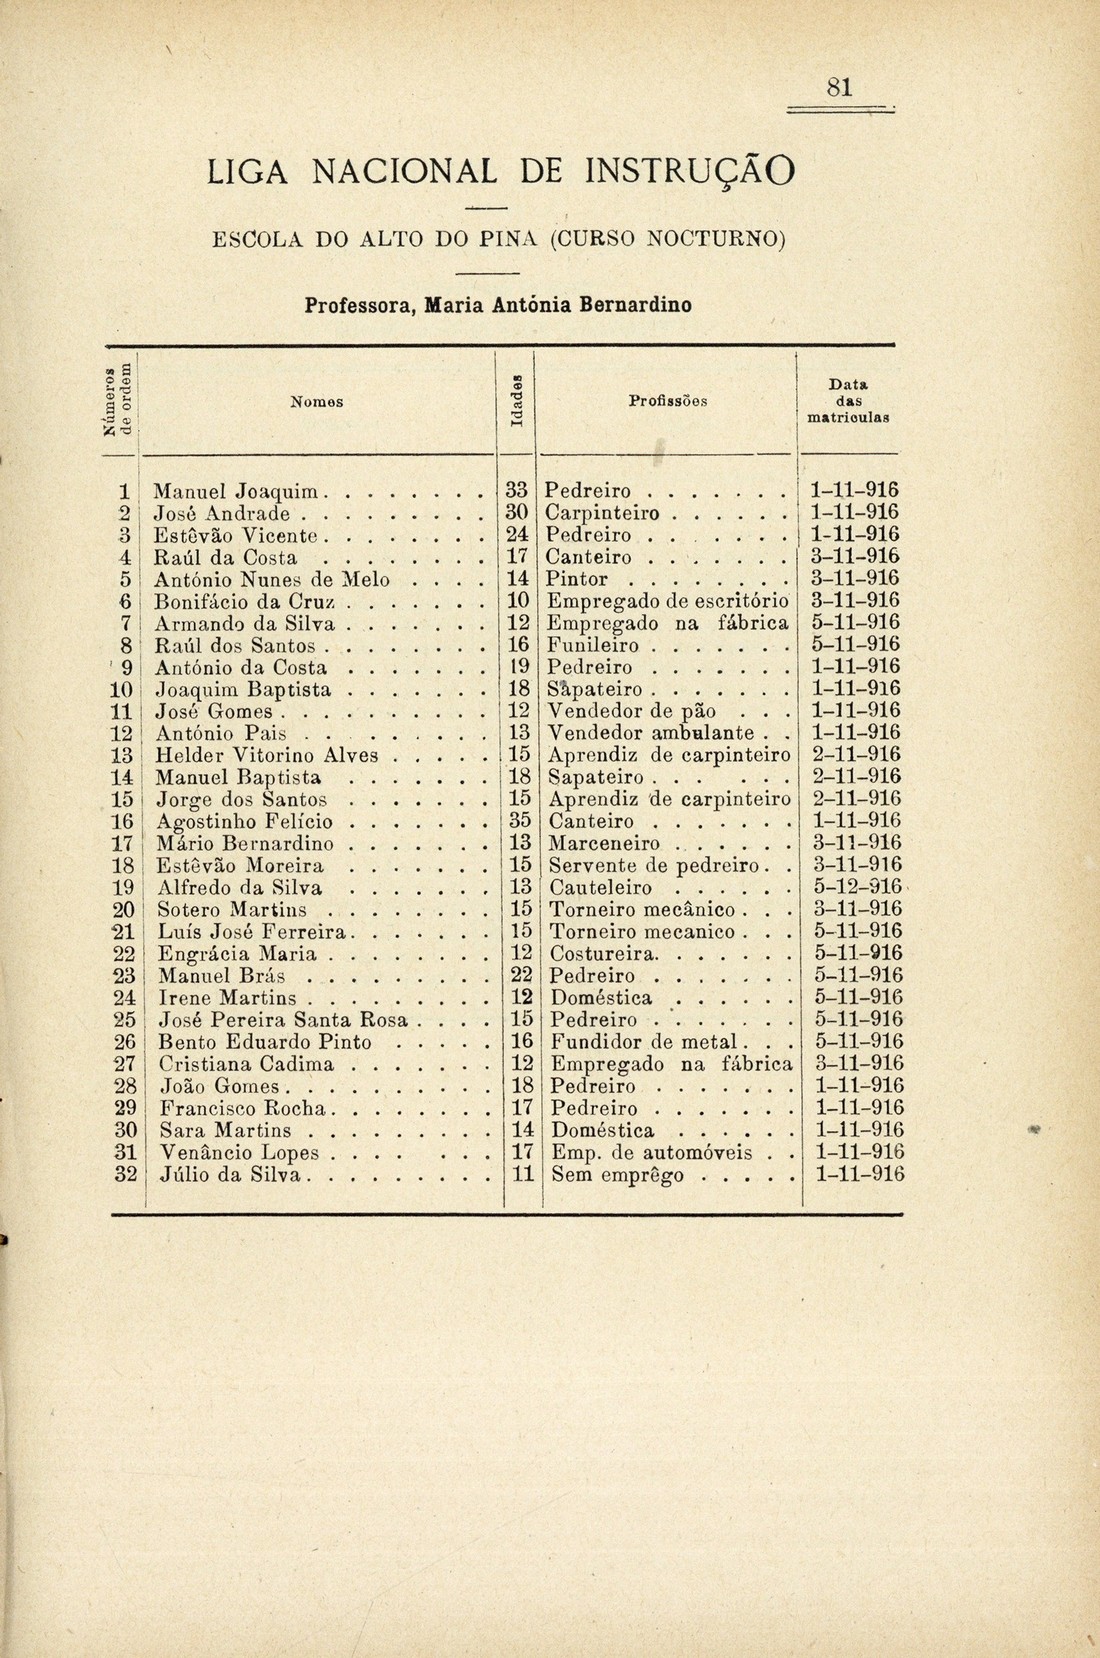 81
LIGA NACIONAL DE INSTRUÇÃO
ESCOLA DO ALTO DO PINA (CURSO NOCTURNO)
Professora, Maria Antónia Bernardino
Números de ordem Nomes Idades Profissões Data das matriculas
1 Manuel Joaquim. . . . . . . . 33 Pedreiro . . . . . . . 1-11-916
2 José Andrade . . . . . . . . . 30 Carpinteiro . . . . . . 1-11-916
3 Estêvão Vicente. . . . . . . . 24 Pedreiro . . . . . . . 1-11-916
4 Raúl da Costa . . . . . . . . 17 Canteiro . . . . . . . 3-11-916
5 António Nunes de Melo . . . . 14 Pintor . . . . . . . . 3-11-916
6 Bonifácio da Cruz . . . . . . . 10 Empregado de escritório 3-11-916
7 Armando da Silva . . . . . . . 12 Empregado na fábrica 5-11-916
8 Raúl dos Santos . . . . . . . . 16 Funileiro . . . . . . . 5-11-916
9 António da Costa . . . . . . . 19 Pedreiro . . . . . . . 1-11-916
10 Joaquim Baptista . . . . . . . 18 Sapateiro . . . . . . . 1-11-916
11 José Gomes . . . . . . . . . . 12 Vendedor de pão . . . 1-11-916
12 António Pais . . . . . . . . 13 Vendedor ambulante . . 1-11-916
13 Helder Vitorino Alves . . . . . 15 Aprendiz de carpinteiro 2-11-916
14 Manuel Baptista . . . . . . . 18 Sapateiro . . . . . . 2-11-916
15 Jorge dos Santos . . . . . . . 15 Aprendiz de carpinteiro 2-11-916
16 Agostinho Felício . . . . . . . 35 Canteiro . . . . . . . 1-11-916
17 Mário Bernardino . . . . . . . 13 Marceneiro . . . . . . 3-11-916
18 Estêvão Moreira . . . . . . . 15 Servente de pedreiro. . 3-11-916
19 Alfredo da Silva . . . . . . . 13 Cauteleiro . . . . . . 5-12-916
20 Sotero Martins . . . . . . . . 15 Torneiro mecânico . . . 3-11-916
21 Luís José Ferreira. . . . . . . 15 Torneiro mecanico . . . 5-11-916
22 Engrácia Maria . . . . . . . . 12 Costureira. . . . . . . 5-11-916
23 Manuel Brás . . . . . . . . . 22 Pedreiro . . . . . . . 5-11-916
24 Irene Martins . . . . . . . . . 12 Doméstica . . . . . . 5-11-916
25 José Pereira Santa Rosa . . . . 15 Pedreiro . . . . . . . 5-11-916
26 Bento Eduardo Pinto . . . . . 16 Fundidor de metal. . . 5-11-916
27 Cristiana Cadima . . . . . . . 12 Empregado na fábrica 3-11-916
28 João Gomes. . . . . . . . . . 18 Pedreiro . . . . . . . 1-11-916
29 Francisco Rocha. . . . . . . . 17 Pedreiro . . . . . . . 1-11-916
30 Sara Martins . . . . . . . . . 14 Doméstica . . . . . . 1-11-916
31 Venâncio Lopes . . . . . . . 17 Emp. de automóveis . . 1-11-916
32 Júlio da Silva. . . . . . . . . 11 Sem emprêgo . . . . . 1-11-916